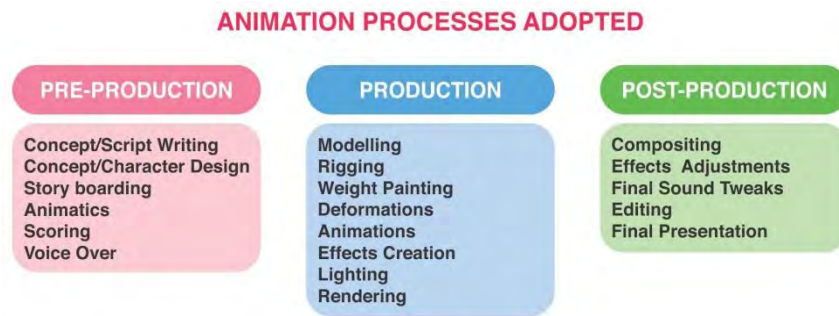 ANIMATION PROCESSES ADOPTED
PRE-PRODUCTION
Concept/Script Writing
Concept/Character Design
Story boarding
Animatics
Scoring
Voice Over
PRODUCTION
Modelling
Rigging
Weight Painting
Deformations
Animations
Effects Creation
Lighting
Rendering
POST-PRODUCTION
Compositing
Effects Adjustments
Final Sound Tweaks
Editing
Final Presentation